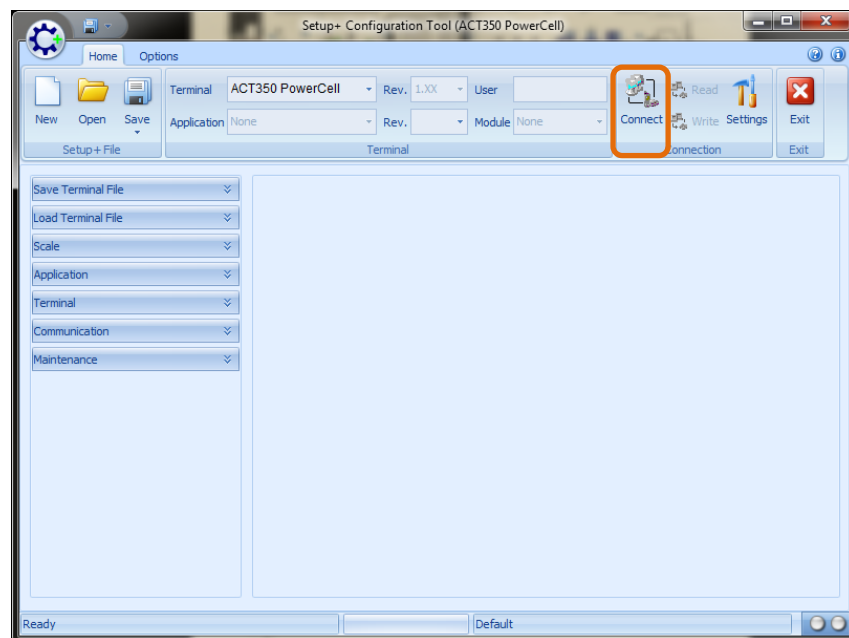 Setup+ Configuration Tool (ACT350 PowerCell)
Home Options
Terminal ACT350 PowerCell Rev. 1.XX User
New Open Save Application None Rev. Module None Connect Read Write Settings Exit
Setup+ File Terminal Connection Exit
Save Terminal File
Load Terminal File
Scale
Application
Terminal
Communication
Maintenance
Ready Default